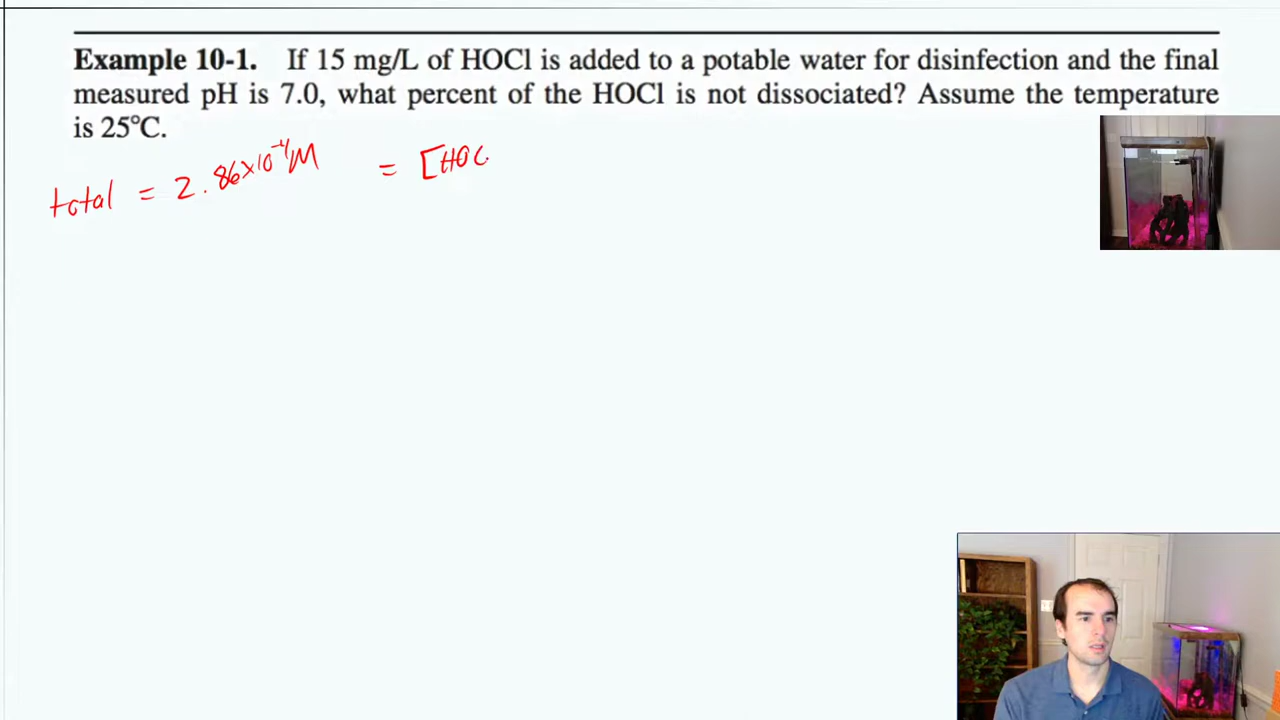 Example 10-1. If 15 mg/L of HOCl is added to a potable water for disinfection and the final
measured pH is 7.0, what percent of the HOCl is not dissociated? Assume the temperature
is 25°C.
total = 2.86x10⁻⁴M = [HOC